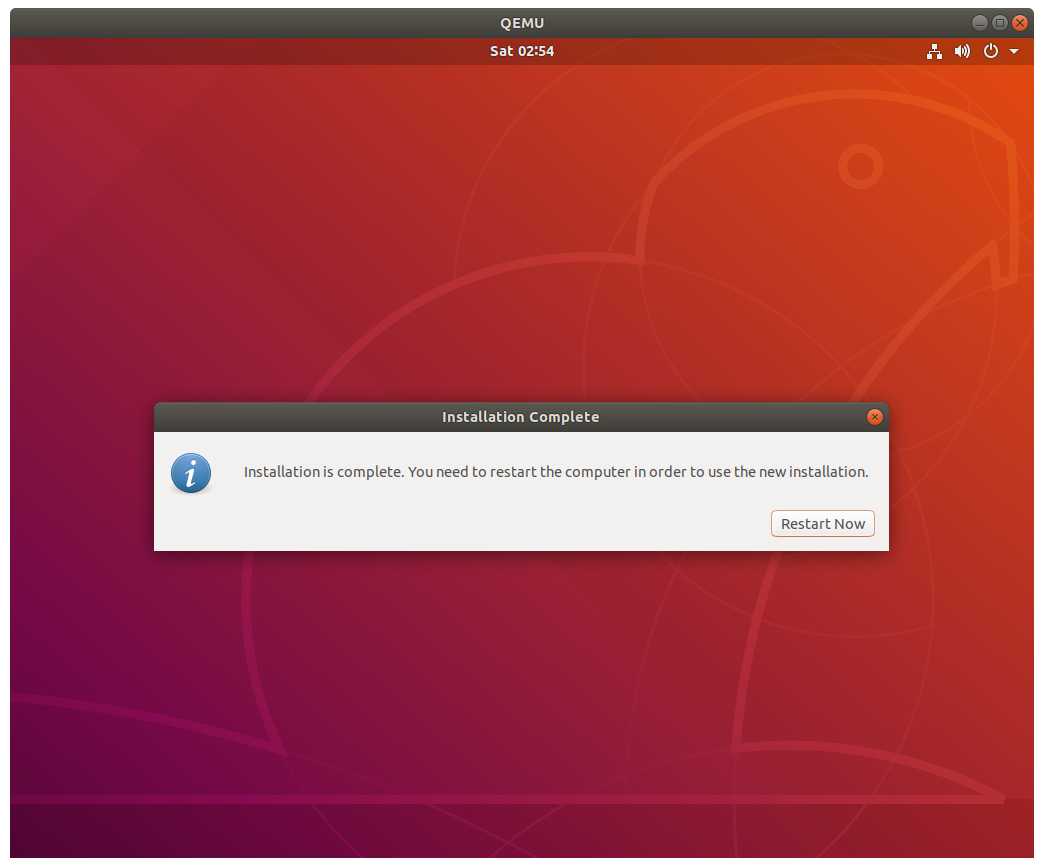 QEMU
Sat 02:54
Installation Complete
Installation is complete. You need to restart the computer in order to use the new installation.
Restart Now